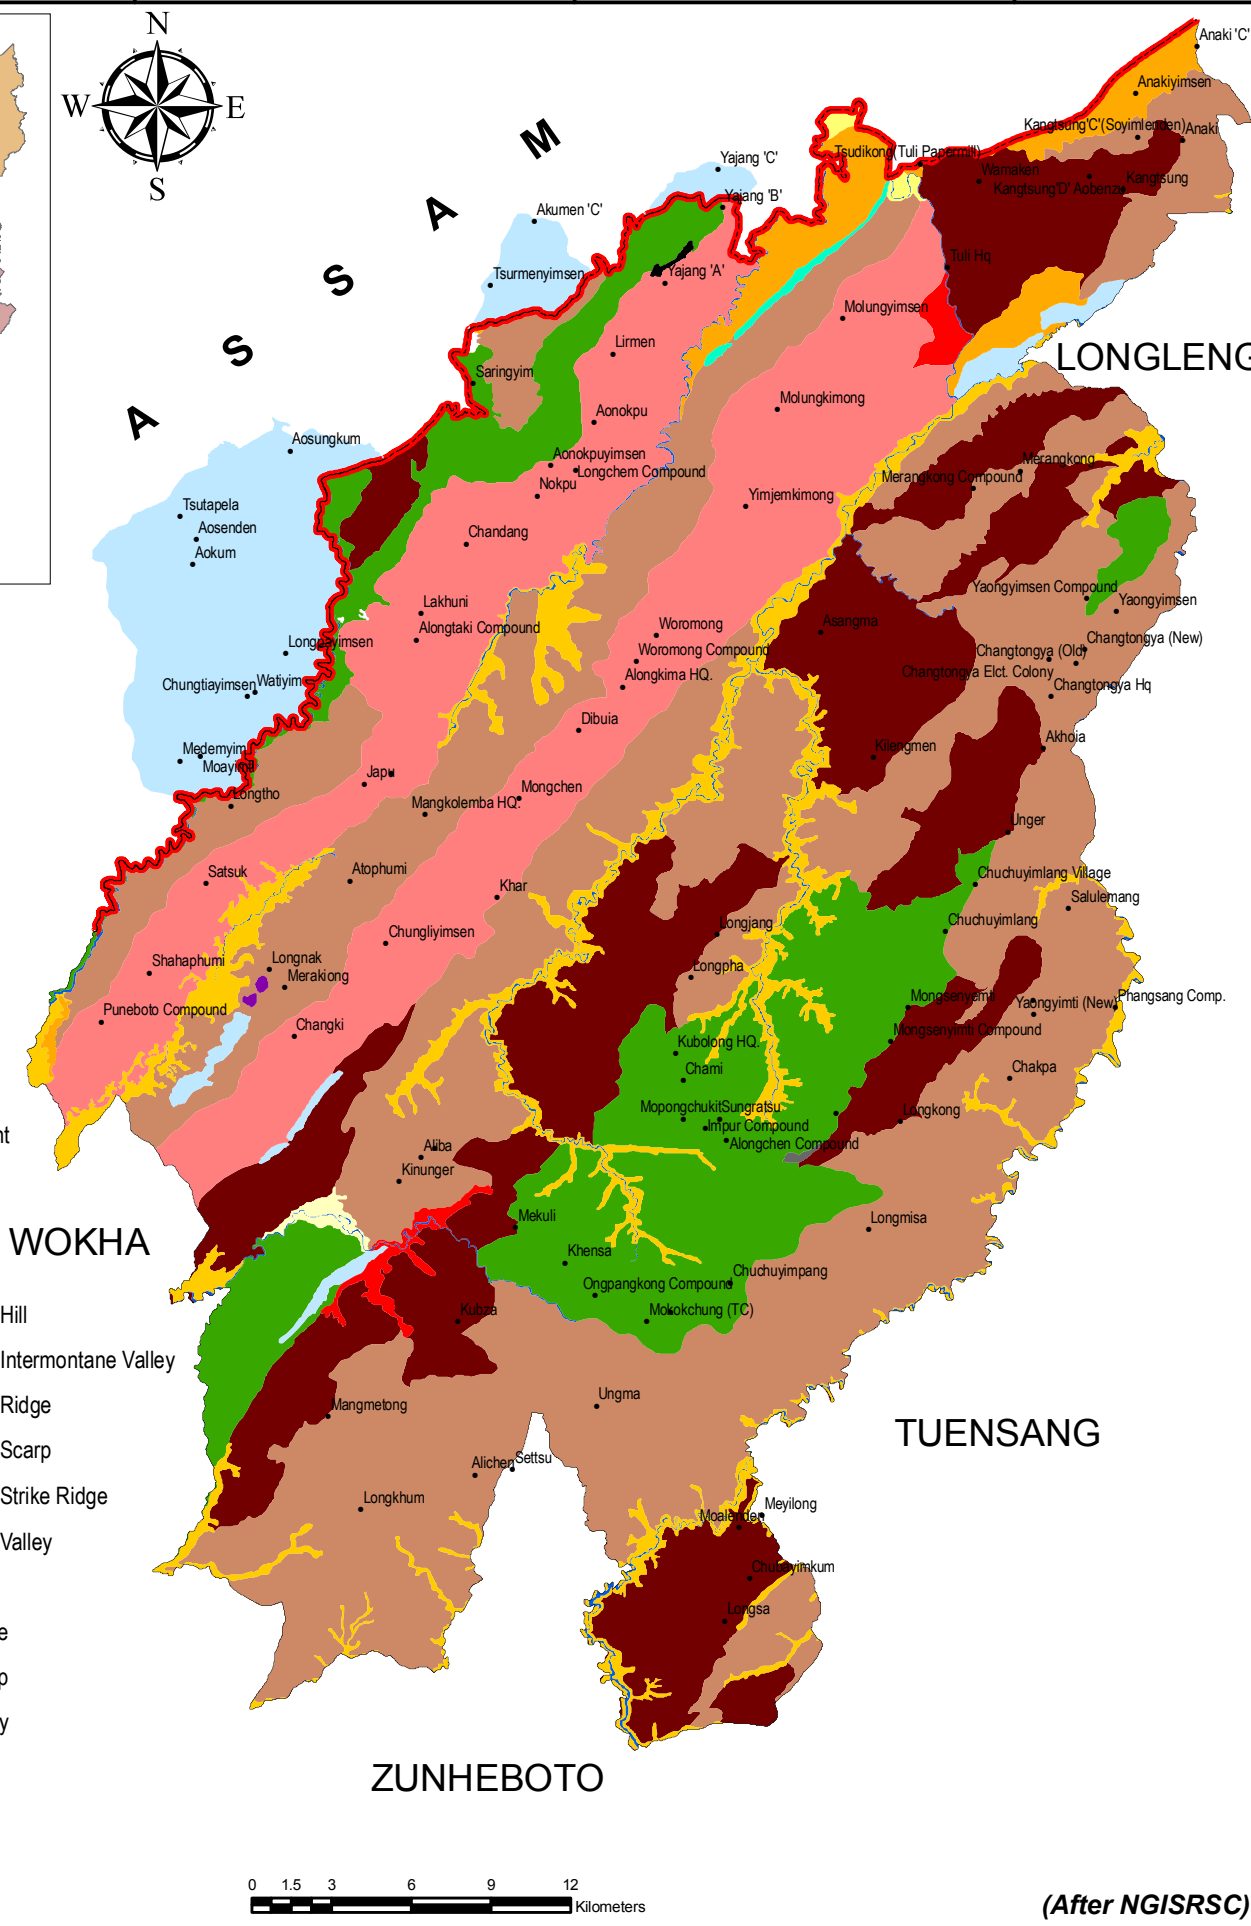 N
W
E
S
A S S A M
Anaki 'C'
Anakiyimsen
Kangtsung'C'(Soyimlenden)
Anaki
Tsudikong(Tuli Papermill)
Yajang 'C'
Wamaken
Kangtsung
Kangtsung'D'
Aobenzu
Yajang 'B'
Akumen 'C'
Tuli Hq
Tsurmenyimsen
Yajang 'A'
Molungyimsen
Lirmen
LONGLENG
Saringyim
Molungkimong
Aonokpu
Aosungkum
Aonokpuyimsen
Longchem Compound
Merangkong
Merangkong Compound
Nokpu
Yimjemkimong
Tsutapela
Aosenden
Chandang
Aokum
Yaongyimsen Compound
Yaongyimsen
Lakhuni
Alongtaki Compound
Woromong
Asangma
Changtongya (New)
Longpayimsen
Woromong Compound
Changtongya (Old)
Alongkima HQ.
Changtongya Elct. Colony
Chungtiayimsen
Watiyim
Changtongya Hq
Dibuia
Akhoia
Kilengmen
Medemyim
Moayimti
Japu
Mongchen
Longtho
Mangkolemba HQ.
Unger
Satsuk
Atophumi
Chuchuyimlang Village
Khar
Salulemang
Chungliyimsen
Longjang
Chuchuyimlang
Shahaphumi
Longnak
Merakiong
Longpha
Puneboto Compound
Mongsenyemti
Yaongyimti (New)
Phangsang Comp.
Changki
Mongsenyimti Compound
Kubolong HQ.
Chami
Chakpa
Mopongchukit
Sungratsu
Longkong
Impur Compound
Alongchen Compound
nt
Aliba
Kinunger
Mekuli
Longmisa
WOKHA
Khensa
Chuchuyimpang
Ongpangkong Compound
Hill
Kubza
Mokokchung (TC)
Intermontane Valley
Ridge
Mangmetong
Ungma
TUENSANG
Scarp
Alichen
Settsu
Strike Ridge
Longkhum
Meyilong
Moalenden
Valley
Chubayimkum
Longsa
e
p
y
ZUNHEBOTO
0 1.5 3 6 9 12
Kilometers
(After NGISRSC)